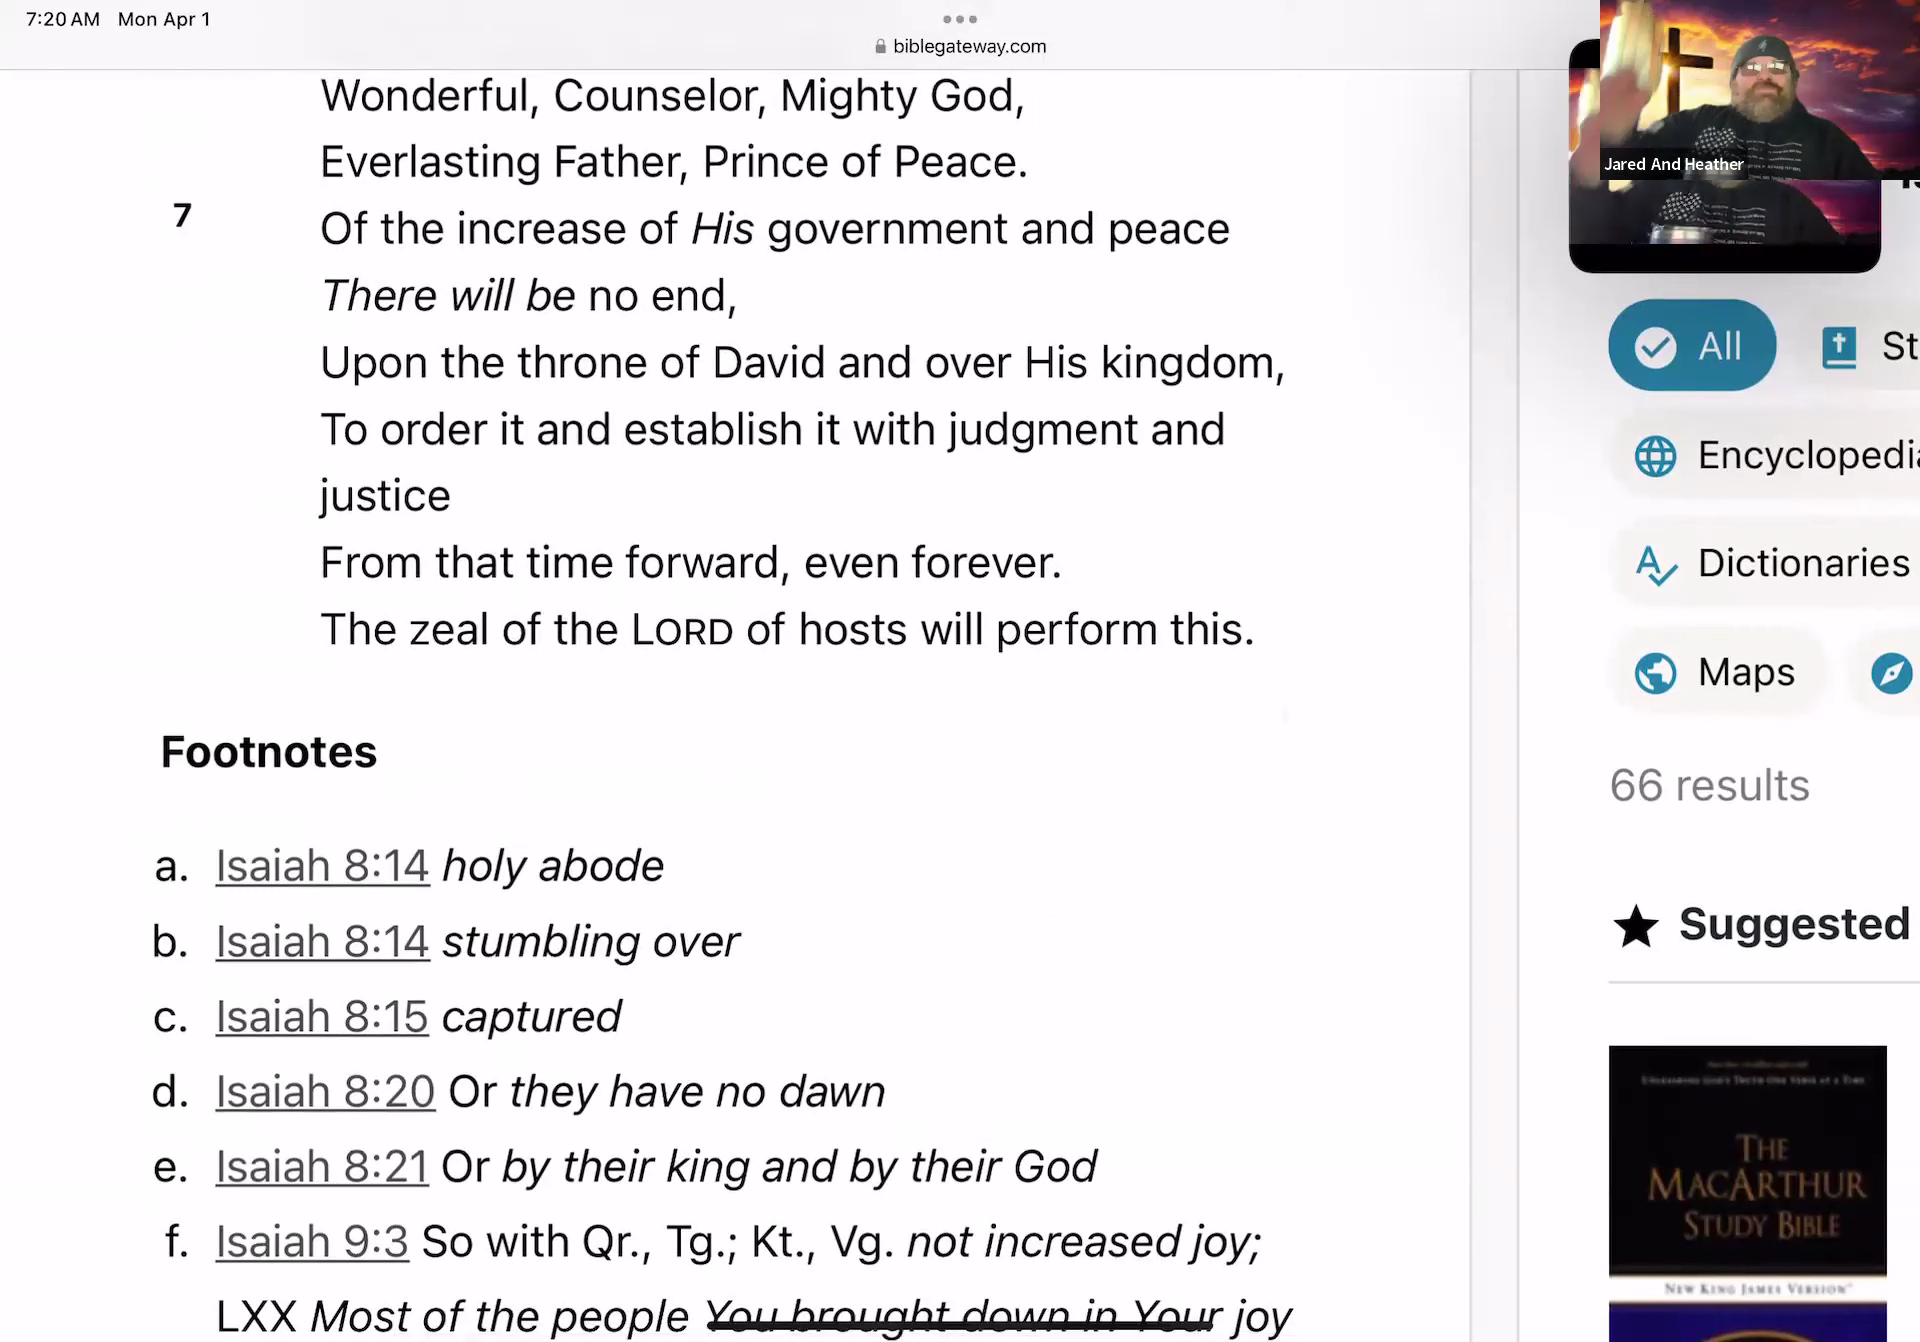 7:20 AM Mon Apr 1
biblegateway.com
Wonderful, Counselor, Mighty God,
Everlasting Father, Prince of Peace.
7 Of the increase of His government and peace
There will be no end,
Upon the throne of David and over His kingdom,
To order it and establish it with judgment and
justice
From that time forward, even forever.
The zeal of the LORD of hosts will perform this.
Footnotes
a. Isaiah 8:14 holy abode
b. Isaiah 8:14 stumbling over
c. Isaiah 8:15 captured
d. Isaiah 8:20 Or they have no dawn
e. Isaiah 8:21 Or by their king and by their God
f. Isaiah 9:3 So with Qr., Tg.; Kt., Vg. not increased joy;
LXX Most of the people You brought down in Your joy
Jared And Heather
All
St
Encyclopedia
Dictionaries
Maps
66 results
Suggested
THE
MACARTHUR
STUDY BIBLE
NEW KING JAMES VERSION